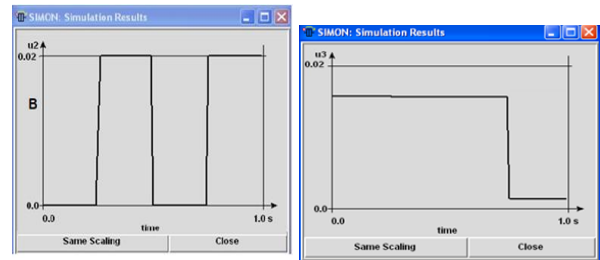 SIMON: Simulation Results
u2
0.02
B
0.0
0.0
1.0 s
time
Same Scaling
Close
SIMON: Simulation Results
u3
0.02
0.0
0.0
1.0 s
time
Same Scaling
Close